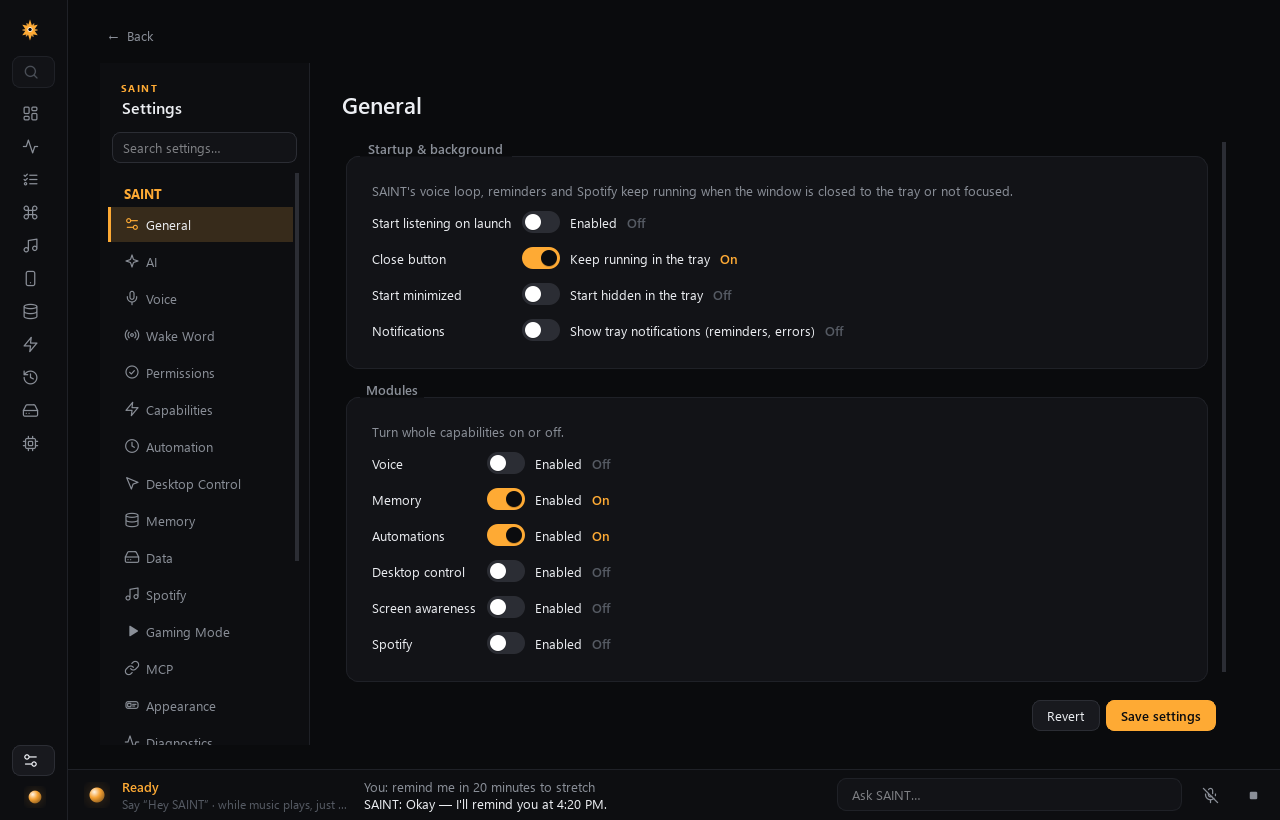 ← Back
SAINT
Settings
Search settings...
SAINT
General
AI
Voice
Wake Word
Permissions
Capabilities
Automation
Desktop Control
Memory
Data
Spotify
Gaming Mode
MCP
Appearance
Diagnostics
General
Startup & background
SAINT's voice loop, reminders and Spotify keep running when the window is closed to the tray or not focused.
Start listening on launch Enabled Off
Close button Keep running in the tray On
Start minimized Start hidden in the tray Off
Notifications Show tray notifications (reminders, errors) Off
Modules
Turn whole capabilities on or off.
Voice Enabled Off
Memory Enabled On
Automations Enabled On
Desktop control Enabled Off
Screen awareness Enabled Off
Spotify Enabled Off
Revert Save settings
Ready
Say “Hey SAINT” · while music plays, just ...
You: remind me in 20 minutes to stretch
SAINT: Okay — I'll remind you at 4:20 PM.
Ask SAINT...